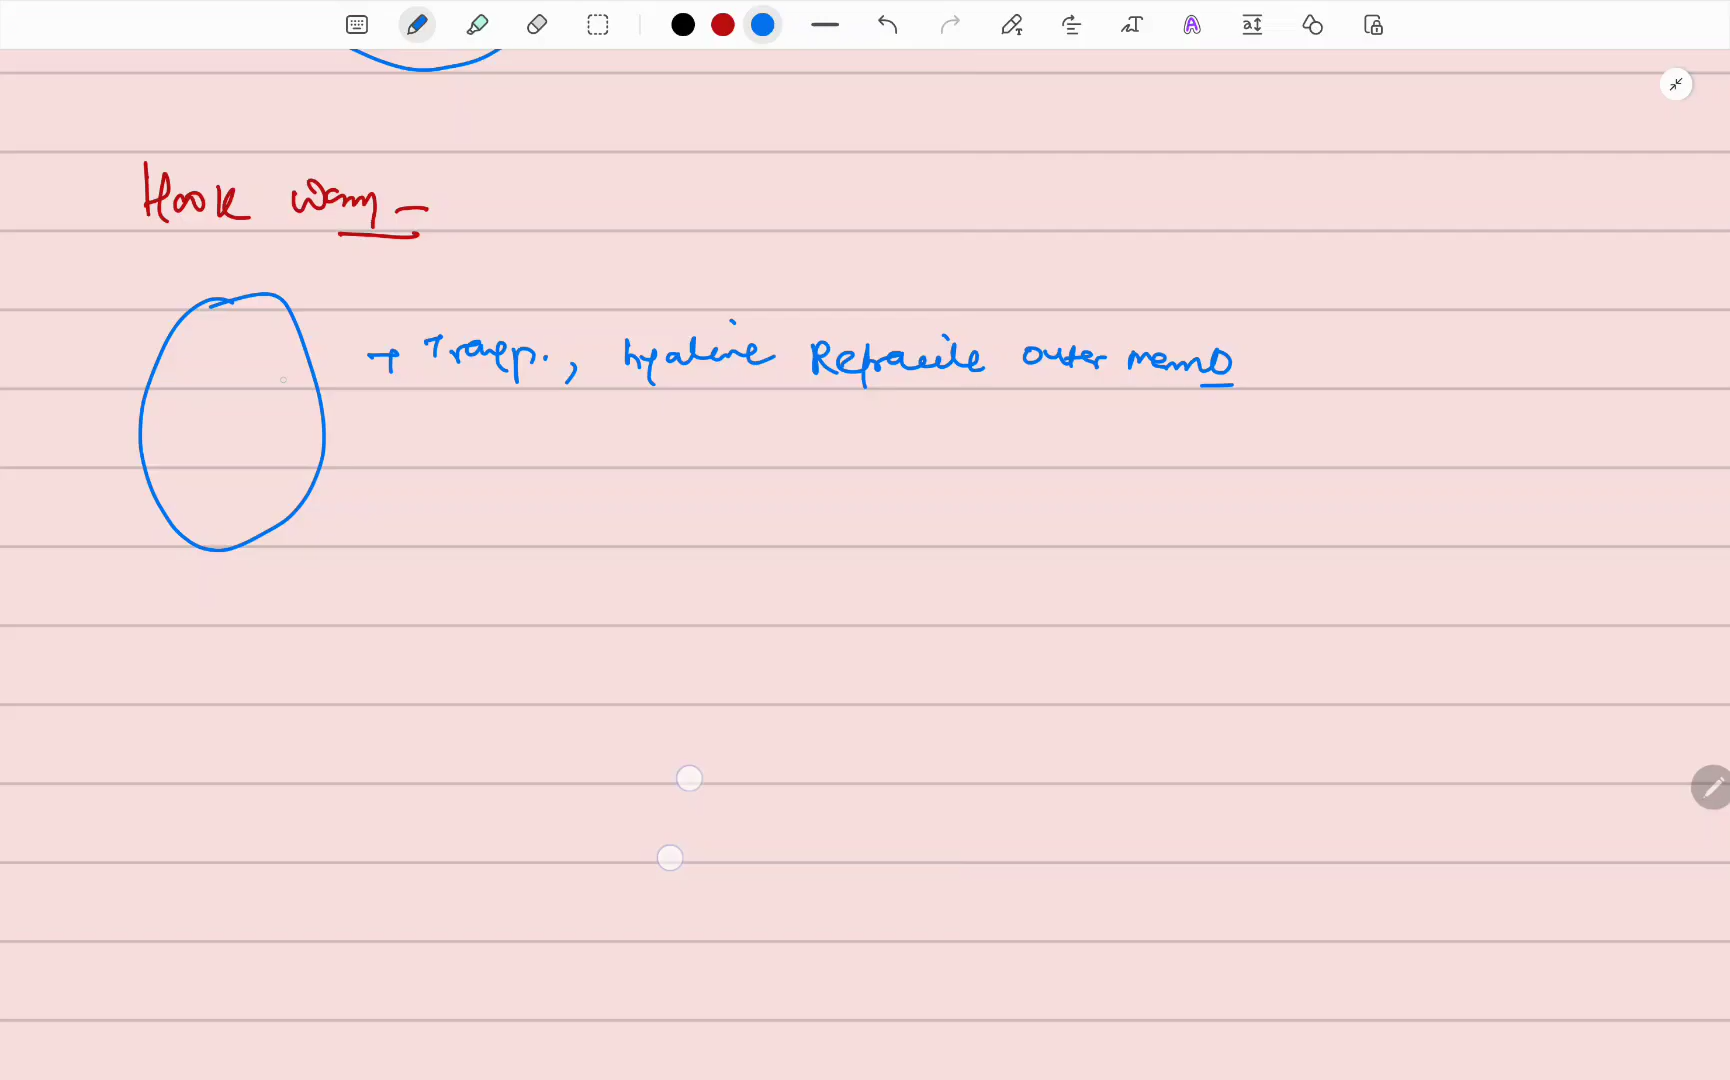 Hook worm -
→ Transp., hyaline Refractile outer memb